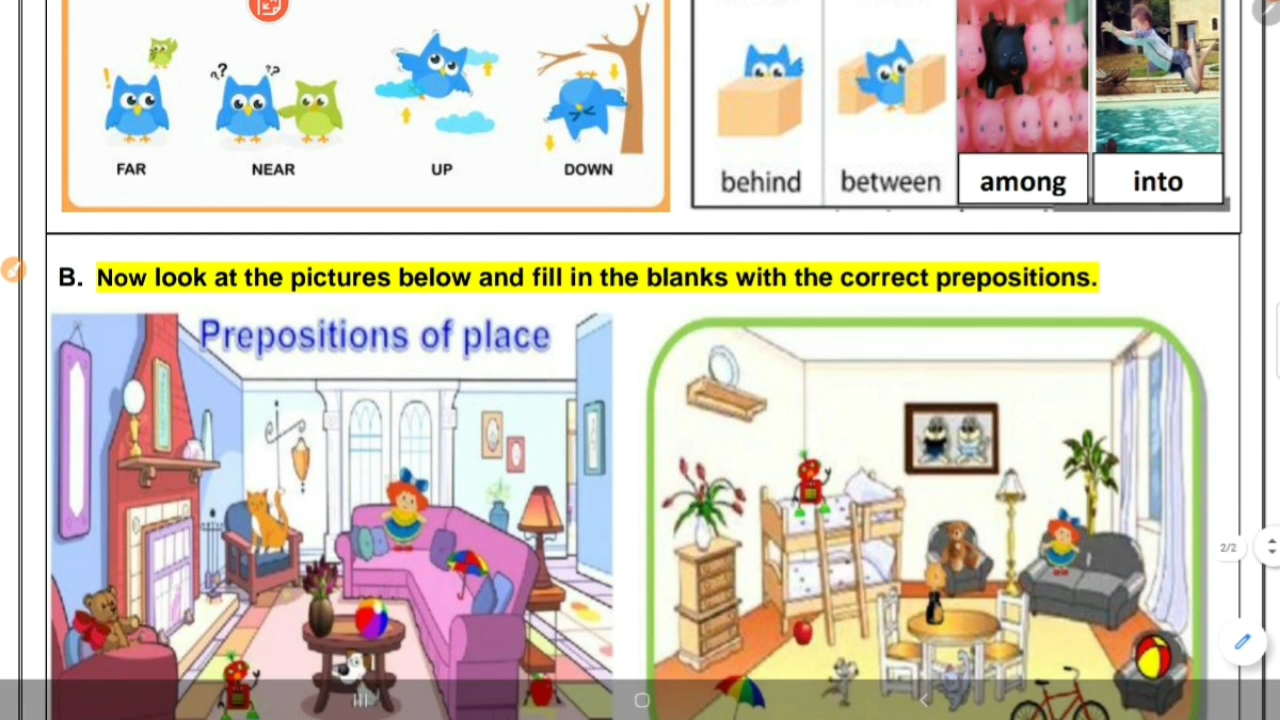 FAR NEAR UP DOWN
behind between among into
B. Now look at the pictures below and fill in the blanks with the correct prepositions.
Prepositions of place
2/2